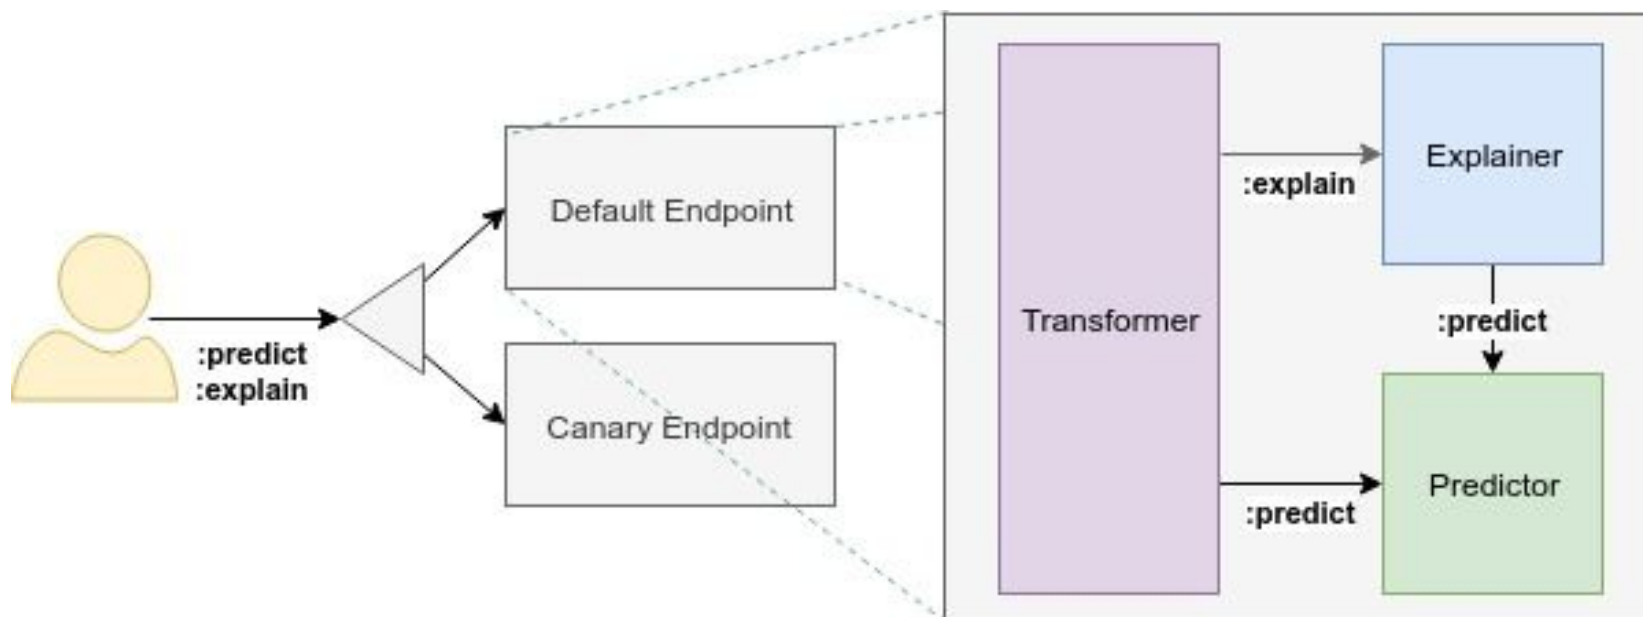 :predict
:explain
Default Endpoint
Canary Endpoint
Transformer
:explain
Explainer
:predict
:predict
Predictor